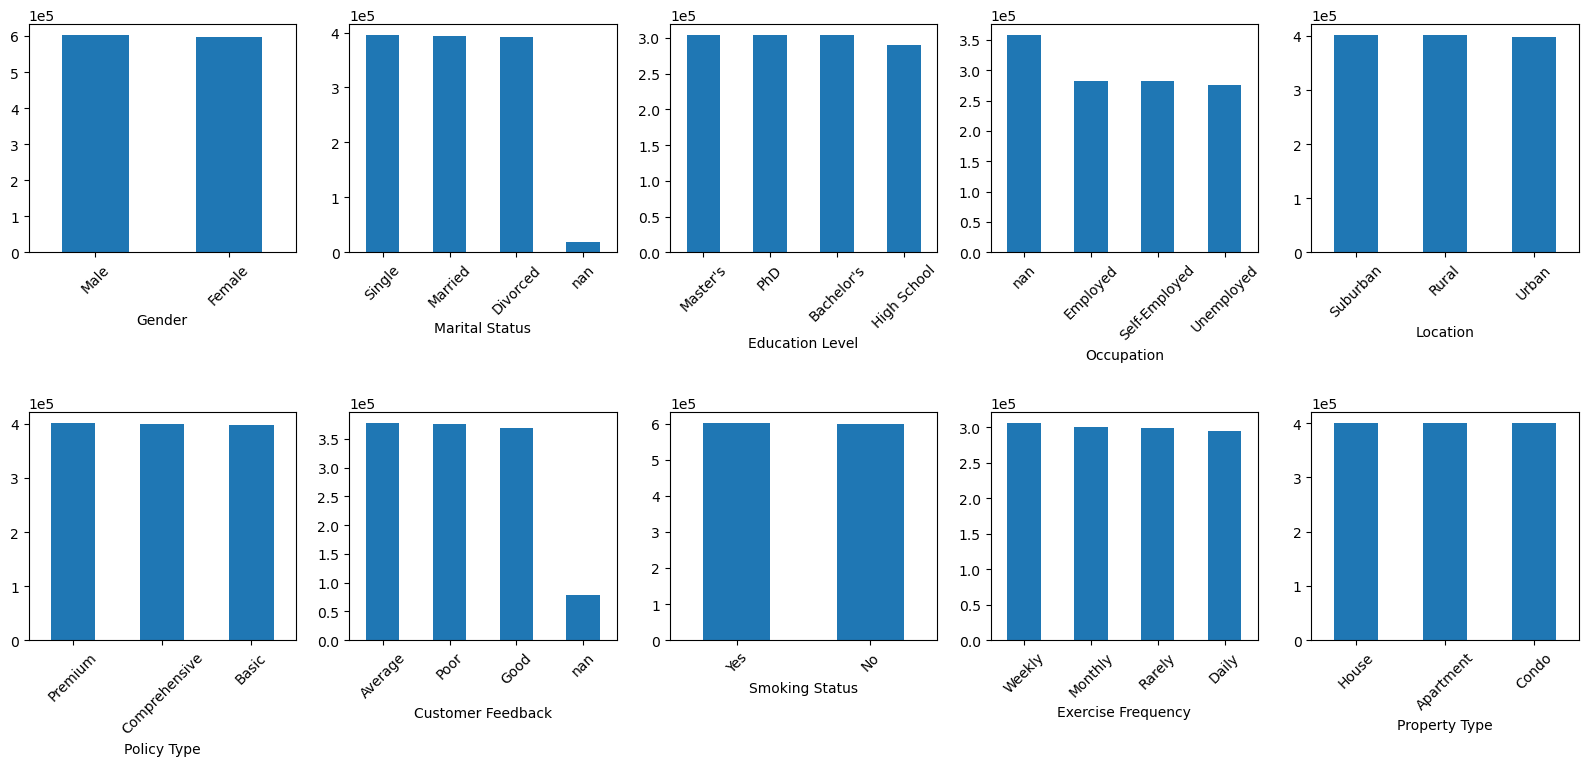 1e5
6
5
4
3
2
1
0
Male
Female
Gender
1e5
4
3
2
1
0
Single
Married
Divorced
nan
Marital Status
1e5
3.0
2.5
2.0
1.5
1.0
0.5
0.0
Master's
PhD
Bachelor's
High School
Education Level
1e5
3.5
3.0
2.5
2.0
1.5
1.0
0.5
0.0
nan
Employed
Self-Employed
Unemployed
Occupation
1e5
4
3
2
1
0
Suburban
Rural
Urban
Location
1e5
4
3
2
1
0
Premium
Comprehensive
Basic
Policy Type
1e5
3.5
3.0
2.5
2.0
1.5
1.0
0.5
0.0
Average
Poor
Good
nan
Customer Feedback
1e5
6
5
4
3
2
1
0
Yes
No
Smoking Status
1e5
3.0
2.5
2.0
1.5
1.0
0.5
0.0
Weekly
Monthly
Rarely
Daily
Exercise Frequency
1e5
4
3
2
1
0
House
Apartment
Condo
Property Type